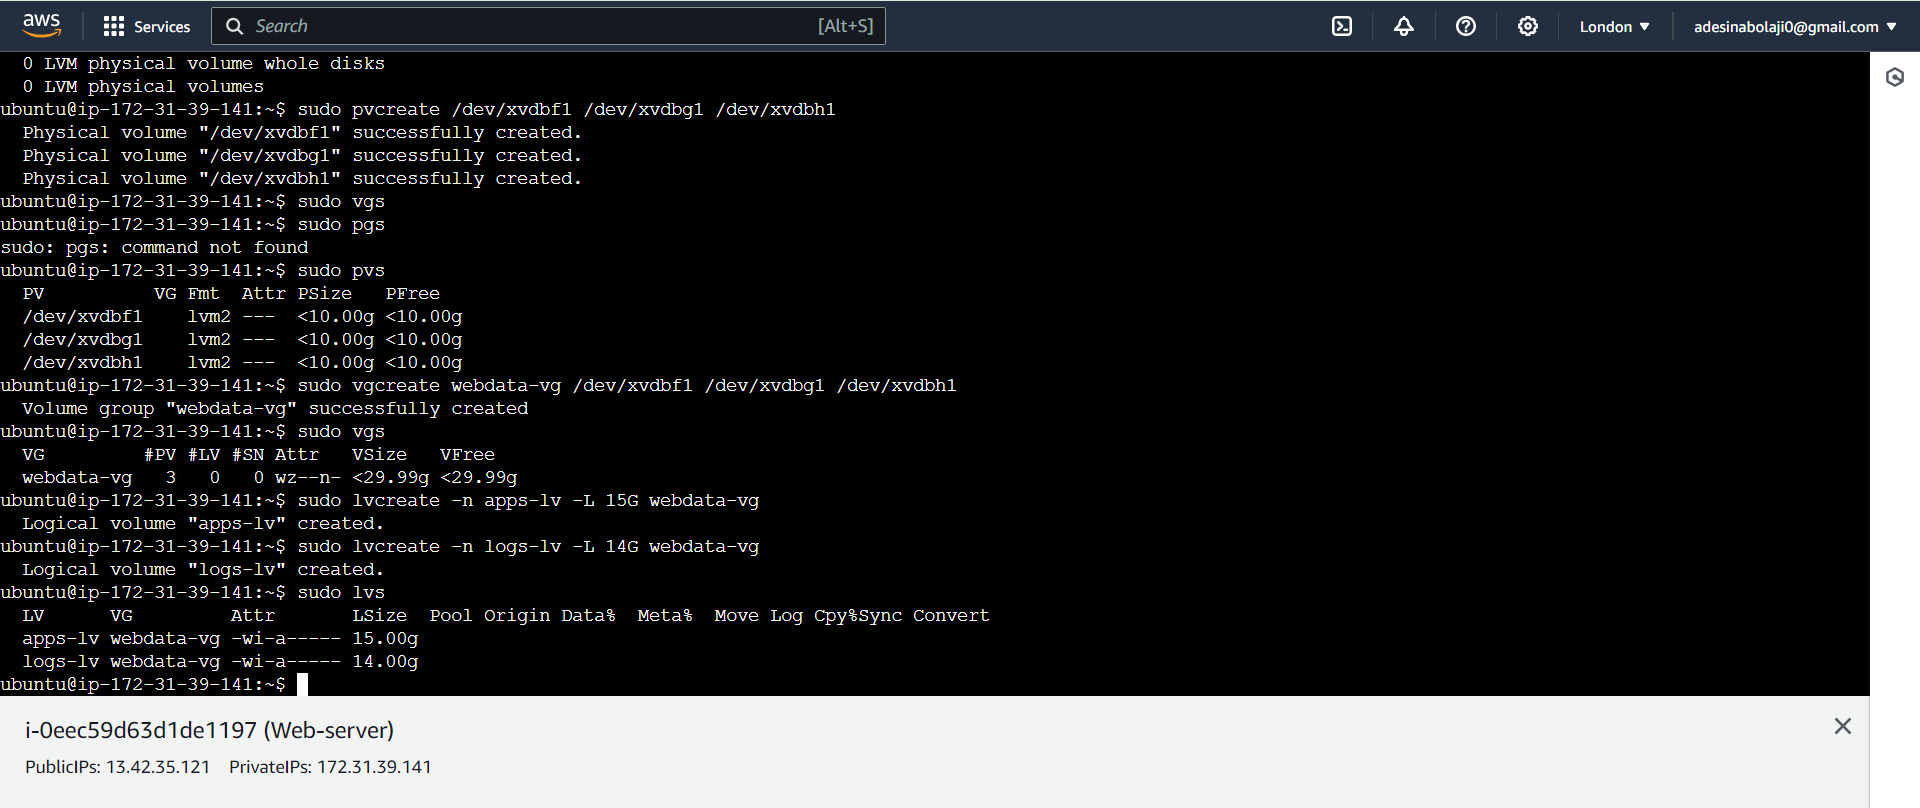 aws Services Search [Alt+S] London adesinabolaji0@gmail.com
0 LVM physical volume whole disks
0 LVM physical volumes
ubuntu@ip-172-31-39-141:~$ sudo pvcreate /dev/xvdbf1 /dev/xvdbg1 /dev/xvdbh1
Physical volume "/dev/xvdbf1" successfully created.
Physical volume "/dev/xvdbg1" successfully created.
Physical volume "/dev/xvdbh1" successfully created.
ubuntu@ip-172-31-39-141:~$ sudo vgs
ubuntu@ip-172-31-39-141:~$ sudo pgs
sudo: pgs: command not found
ubuntu@ip-172-31-39-141:~$ sudo pvs
PV VG Fmt Attr PSize PFree
/dev/xvdbf1 lvm2 --- <10.00g <10.00g
/dev/xvdbg1 lvm2 --- <10.00g <10.00g
/dev/xvdbh1 lvm2 --- <10.00g <10.00g
ubuntu@ip-172-31-39-141:~$ sudo vgcreate webdata-vg /dev/xvdbf1 /dev/xvdbg1 /dev/xvdbh1
Volume group "webdata-vg" successfully created
ubuntu@ip-172-31-39-141:~$ sudo vgs
VG #PV #LV #SN Attr VSize VFree
webdata-vg 3 0 0 wz--n- <29.99g <29.99g
ubuntu@ip-172-31-39-141:~$ sudo lvcreate -n apps-lv -L 15G webdata-vg
Logical volume "apps-lv" created.
ubuntu@ip-172-31-39-141:~$ sudo lvcreate -n logs-lv -L 14G webdata-vg
Logical volume "logs-lv" created.
ubuntu@ip-172-31-39-141:~$ sudo lvs
LV VG Attr LSize Pool Origin Data% Meta% Move Log Cpy%Sync Convert
apps-lv webdata-vg -wi-a----- 15.00g
logs-lv webdata-vg -wi-a----- 14.00g
ubuntu@ip-172-31-39-141:~$
i-0eec59d63d1de1197 (Web-server)
PublicIPs: 13.42.35.121 PrivateIPs: 172.31.39.141